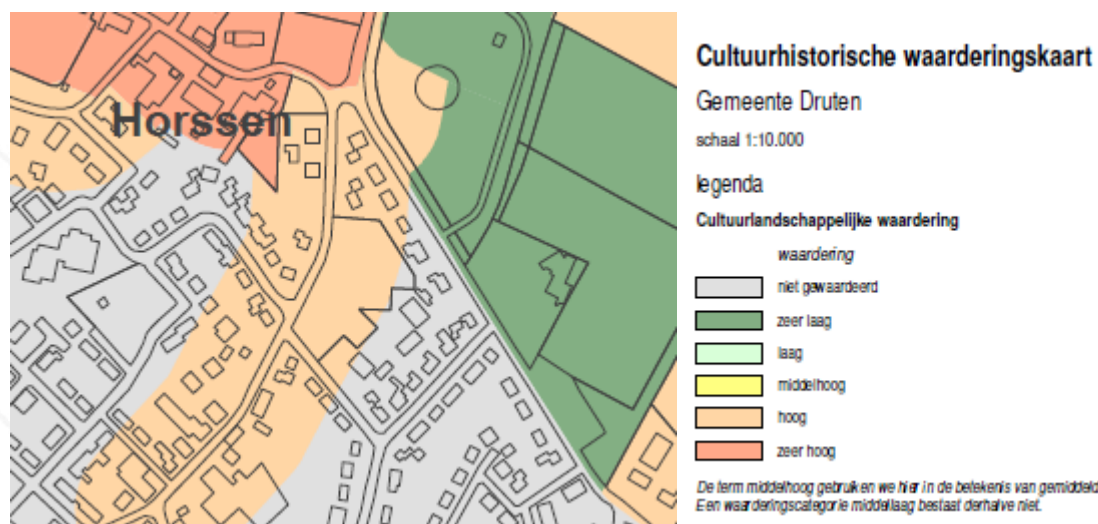 Horssen
Cultuurhistorische waarderingskaart
Gemeente Druten
schaal 1:10.000
legenda
Cultuurlandschappelijke waardering
waardering
niet gewaardeerd
zeer laag
laag
middelhoog
hoog
zeer hoog
De term middelhoog gebruiken we hier in de betekenis van gemiddeld
Een waarderingscategorie middellaag bestaat derhalve niet.